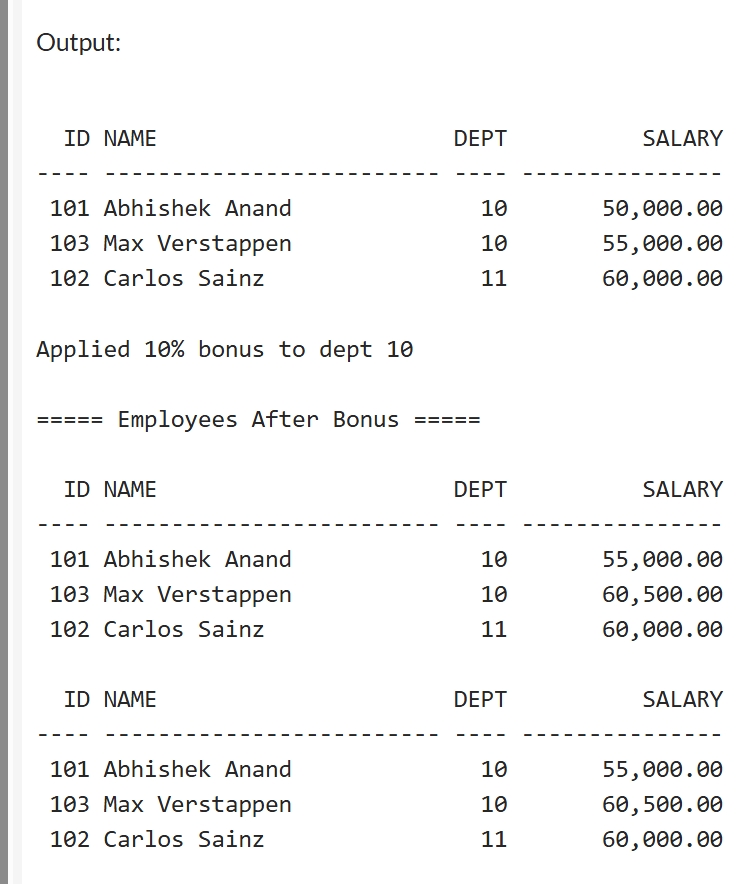 Output:
ID NAME DEPT SALARY
---- ------------------------- ---- ---------------
101 Abhishek Anand 10 50,000.00
103 Max Verstappen 10 55,000.00
102 Carlos Sainz 11 60,000.00
Applied 10% bonus to dept 10
===== Employees After Bonus =====
ID NAME DEPT SALARY
---- ------------------------- ---- ---------------
101 Abhishek Anand 10 55,000.00
103 Max Verstappen 10 60,500.00
102 Carlos Sainz 11 60,000.00
ID NAME DEPT SALARY
---- ------------------------- ---- ---------------
101 Abhishek Anand 10 55,000.00
103 Max Verstappen 10 60,500.00
102 Carlos Sainz 11 60,000.00